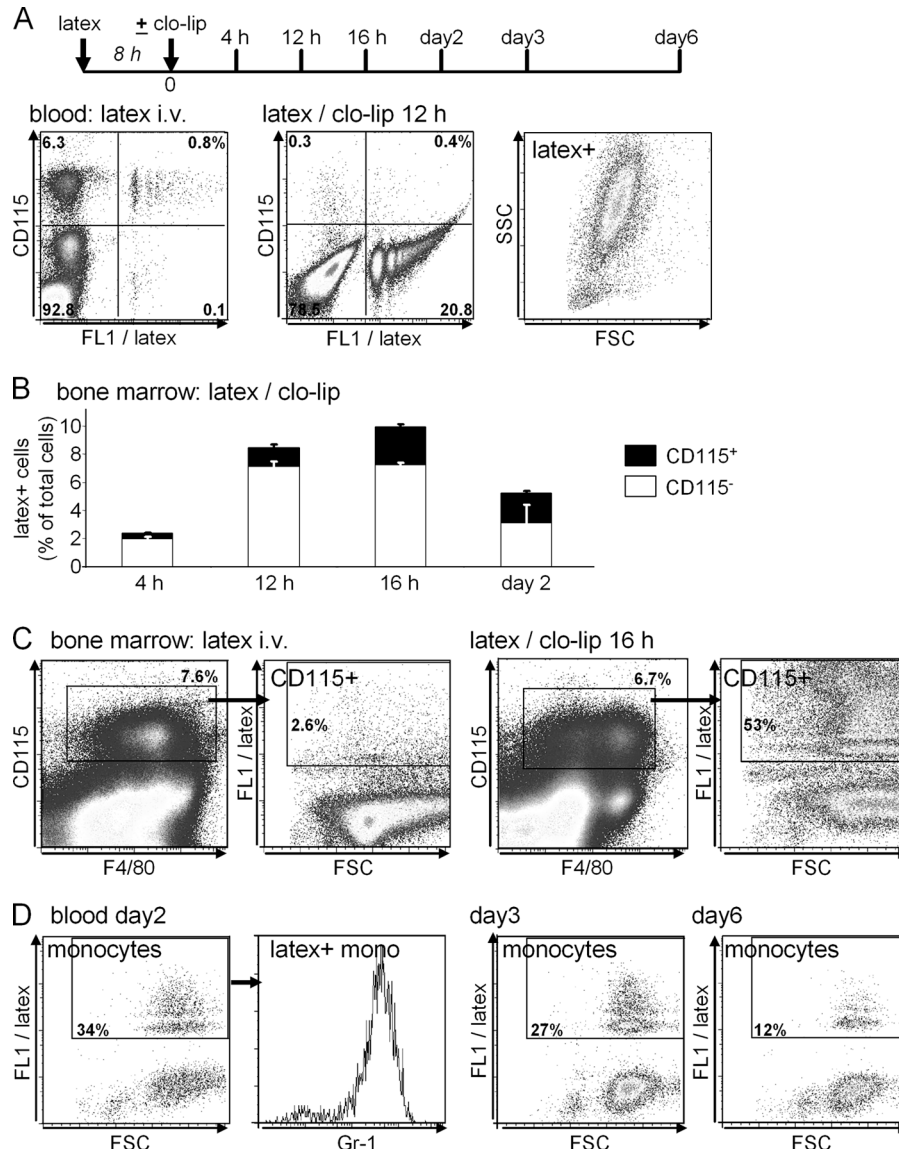 A
latex ± clo-lip 4 h 12 h 16 h day2 day3 day6
8 h
0
blood: latex i.v. latex / clo-lip 12 h
6.3 0.8% 0.3 0.4% latex+
CD115 CD115 SSC
92.8 0.1 78.5 20.8
FL1 / latex FL1 / latex FSC
B bone marrow: latex / clo-lip
latex+ cells
(% of total cells)
10
8
6
4
2
0
CD115+
CD115-
4 h 12 h 16 h day 2
C bone marrow: latex i.v. latex / clo-lip 16 h
7.6% CD115+ 6.7% CD115+
2.6% 53%
CD115 FL1 / latex CD115 FL1 / latex
F4/80 FSC F4/80 FSC
D blood day2 day3 day6
monocytes latex+ mono monocytes monocytes
34% 27% 12%
FL1 / latex FL1 / latex FL1 / latex
FSC Gr-1 FSC FSC